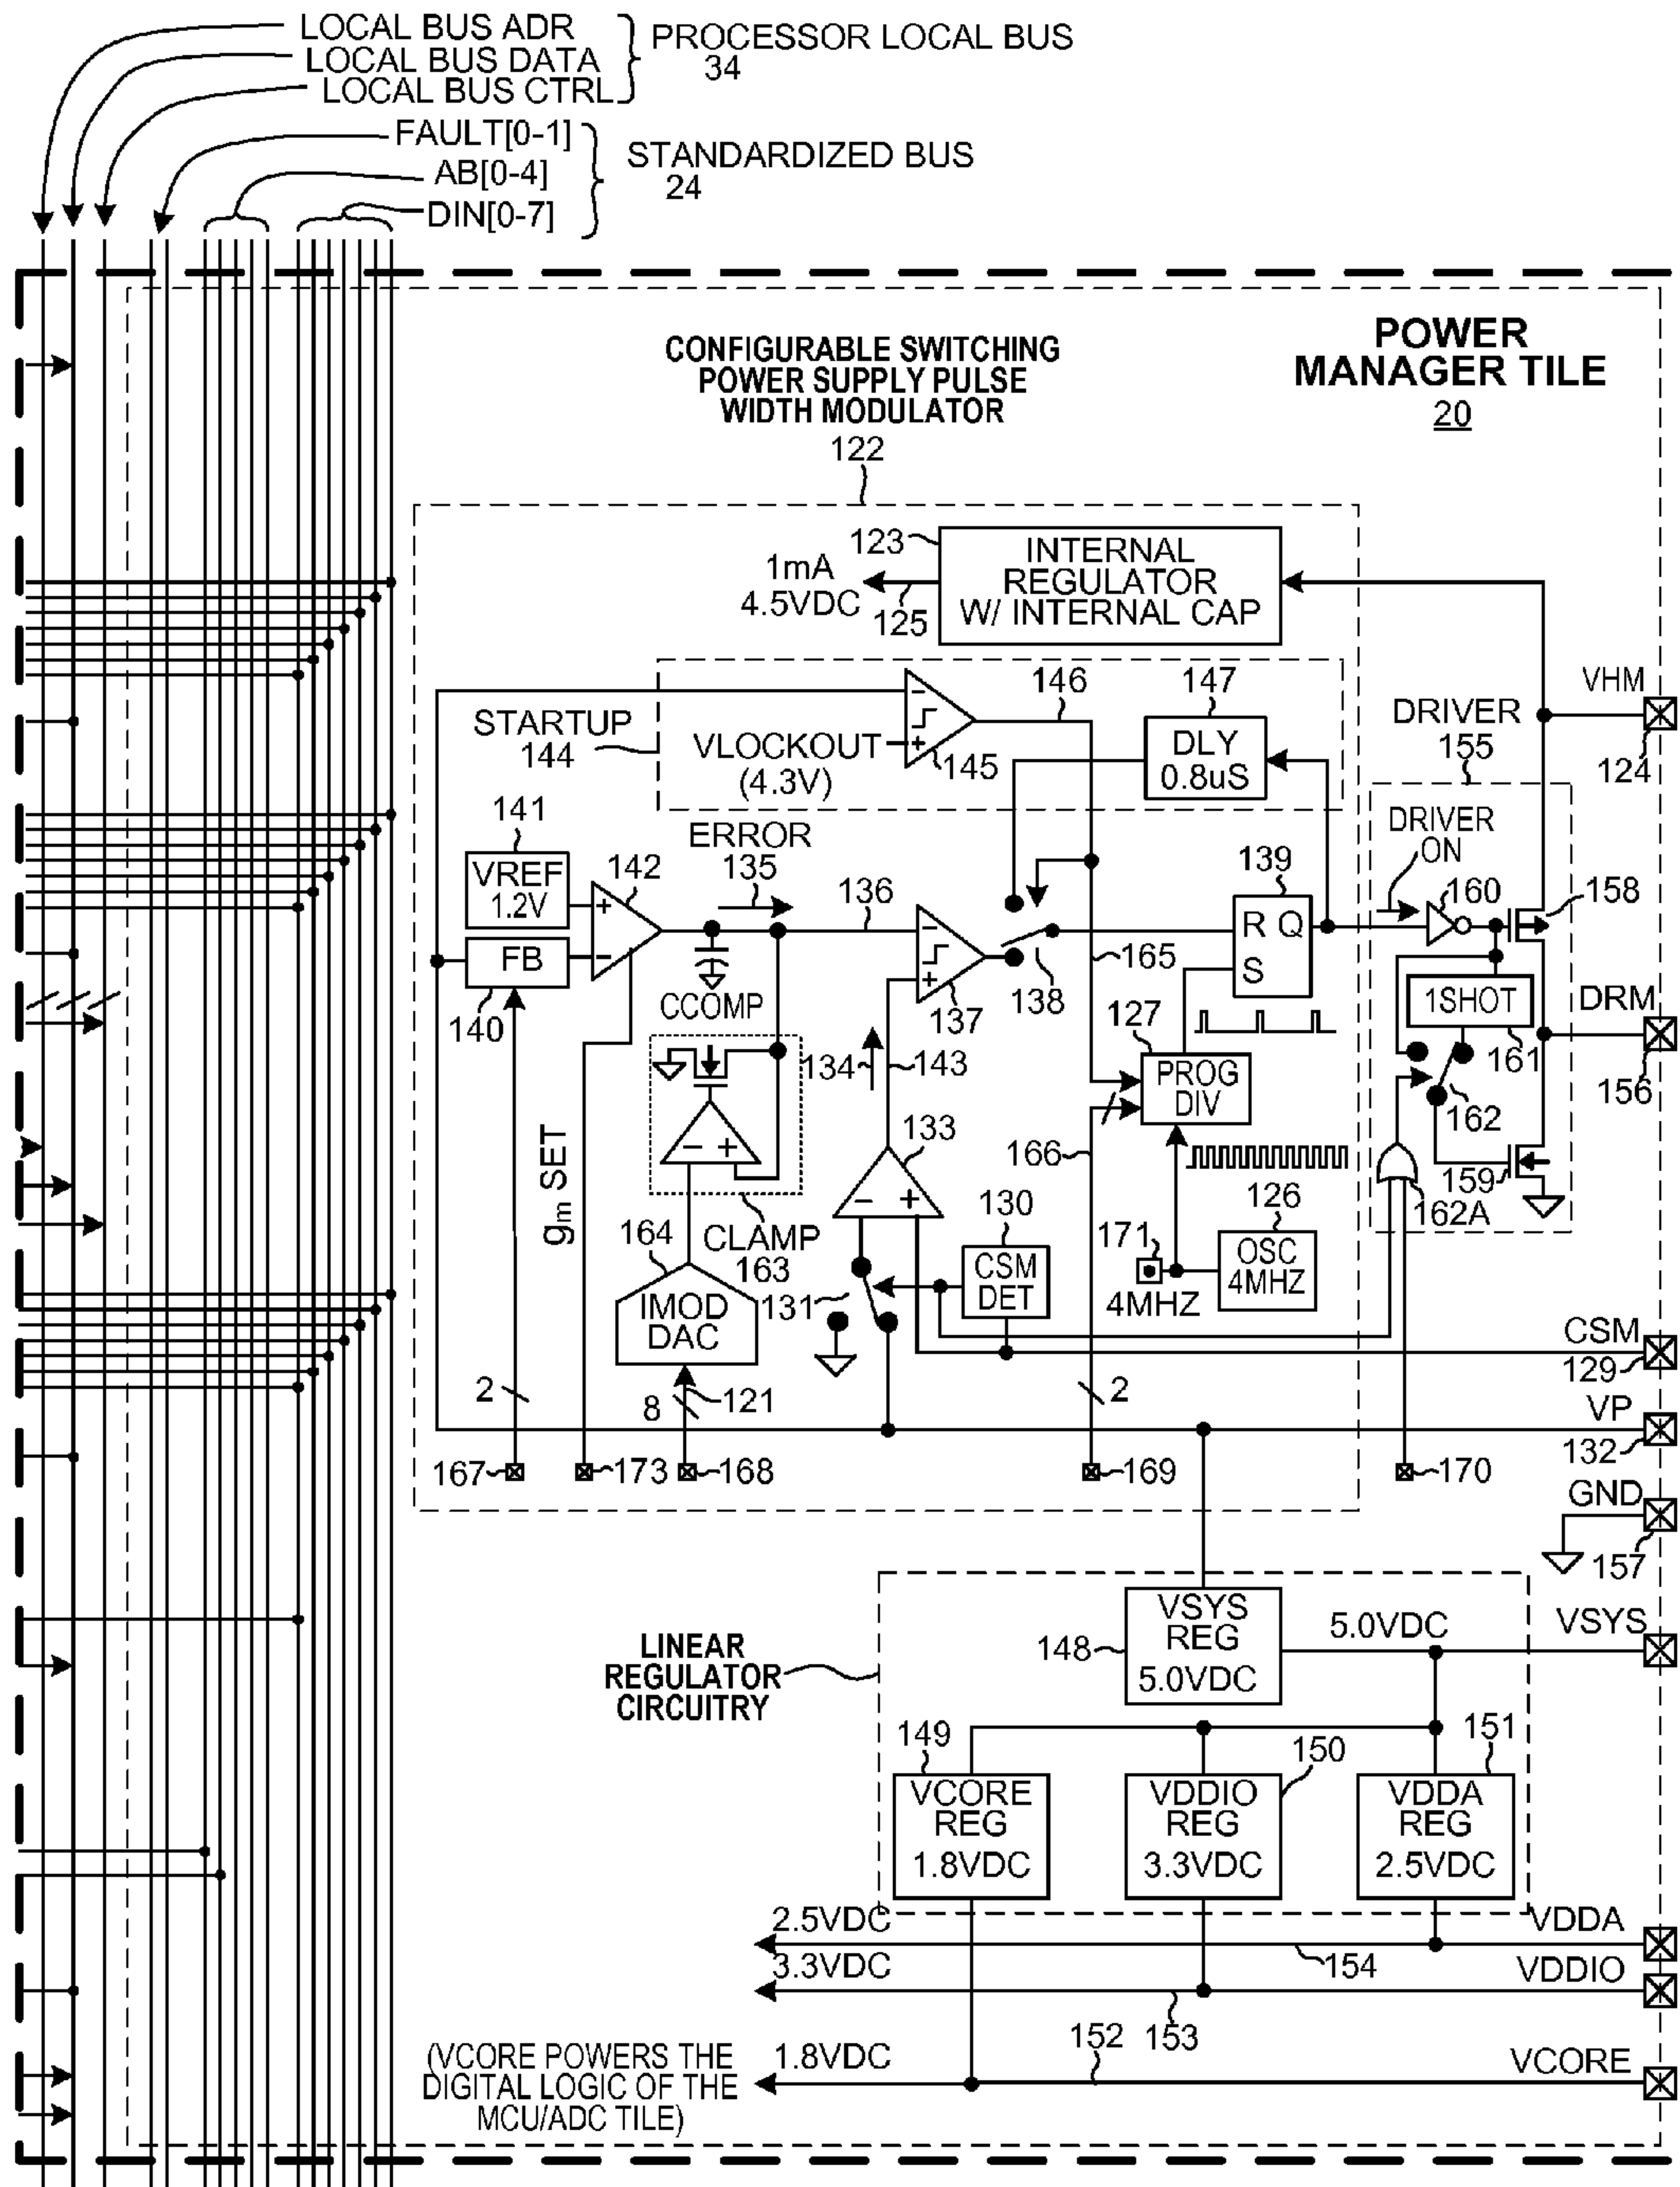 LOCAL BUS ADR
LOCAL BUS DATA
LOCAL BUS CTRL
PROCESSOR LOCAL BUS
34
FAULT[0-1]
AB[0-4]
DIN[0-7]
STANDARDIZED BUS
24
POWER
MANAGER TILE
20
CONFIGURABLE SWITCHING
POWER SUPPLY PULSE
WIDTH MODULATOR
122
123
INTERNAL
REGULATOR
W/ INTERNAL CAP
1mA
4.5VDC
125
STARTUP
144
VLOCKOUT
(4.3V)
−
+
145
146
147
DLY
0.8uS
VHM
124
DRIVER
155
DRIVER
ON
141
VREF
1.2V
142
+
−
FB
140
ERROR
135
136
CCOMP
−
+
137
138
139
R Q
S
165
160
158
1SHOT
161
DRM
156
162
159
162A
134
143
127
PROG
DIV
166
gm SET
− +
CLAMP
163
164
IMOD
DAC
133
− +
131
130
CSM
DET
126
OSC
4MHZ
171
4MHZ
CSM
129
VP
132
2
8
121
2
167
173
168
169
170
GND
157
LINEAR
REGULATOR
CIRCUITRY
148
VSYS
REG
5.0VDC
5.0VDC
VSYS
149
VCORE
REG
1.8VDC
150
VDDIO
REG
3.3VDC
151
VDDA
REG
2.5VDC
2.5VDC
154
VDDA
3.3VDC
153
VDDIO
(VCORE POWERS THE
DIGITAL LOGIC OF THE
MCU/ADC TILE)
1.8VDC
152
VCORE